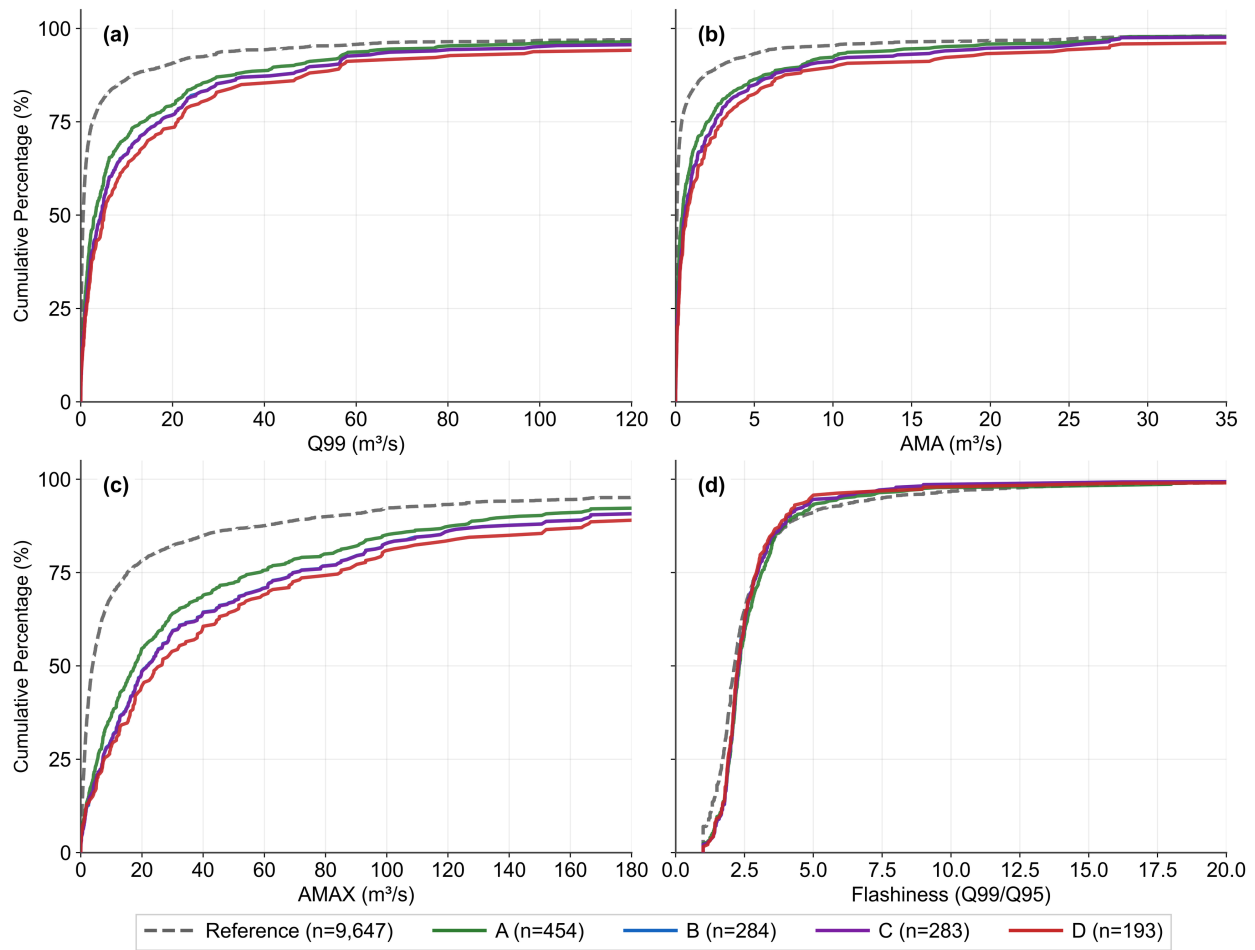 (a)
100
75
50
25
0
Cumulative Percentage (%)
0 20 40 60 80 100 120
Q99 (m³/s)
(b)
0 5 10 15 20 25 30 35
AMA (m³/s)
(c)
100
75
50
25
0
Cumulative Percentage (%)
0 20 40 60 80 100 120 140 160 180
AMAX (m³/s)
(d)
0.0 2.5 5.0 7.5 10.0 12.5 15.0 17.5 20.0
Flashiness (Q99/Q95)
Reference (n=9,647) A (n=454) B (n=284) C (n=283) D (n=193)